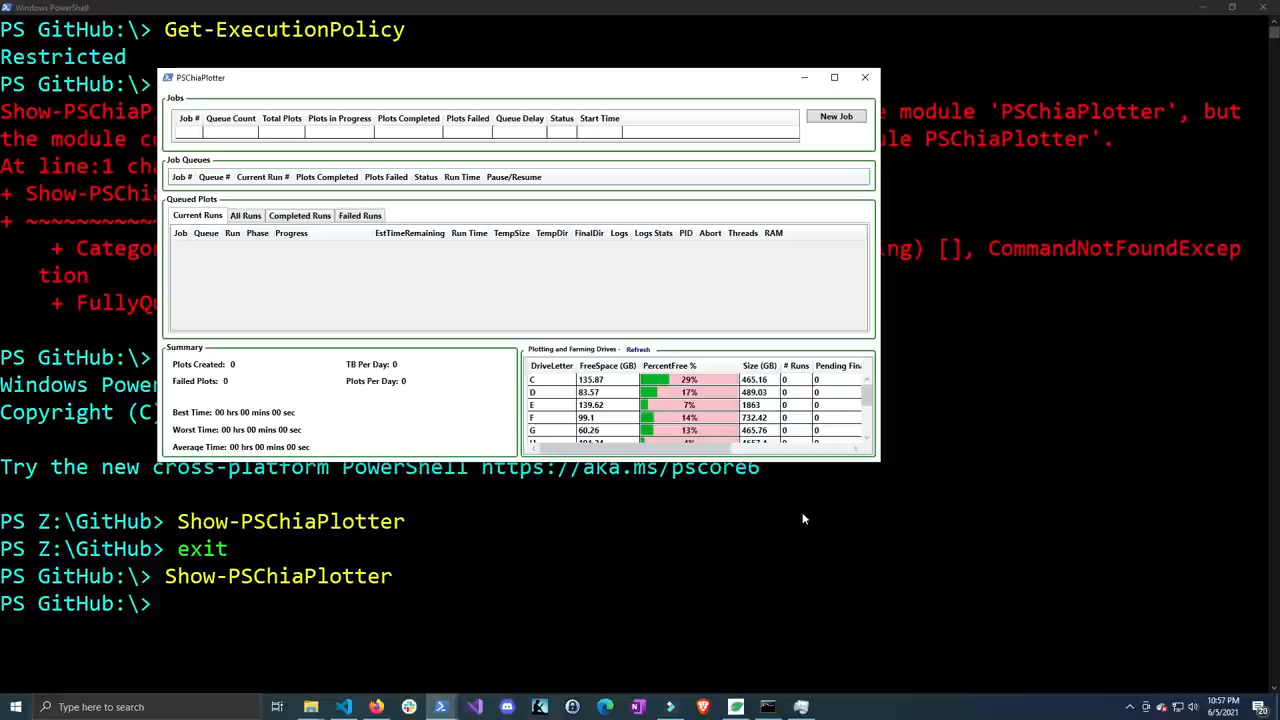 Windows PowerShell
PS GitHub:\> Get-ExecutionPolicy
Restricted
PS GitHub:\>
Show-PSChiaP
e module 'PSChiaPlotter', but
the module co
le PSChiaPlotter'.
At line:1 cha
+ Show-PSChia
+ ~~~~~~~~~~
+ Catego
ng) [], CommandNotFoundExcep
tion
+ FullyQu
PS GitHub:\>
Windows Power
Copyright (C)
Try the new cross-platform PowerShell https://aka.ms/pscore6
PS Z:\GitHub> Show-PSChiaPlotter
PS Z:\GitHub> exit
PS GitHub:\> Show-PSChiaPlotter
PS GitHub:\>
PSChiaPlotter
Jobs
Job # Queue Count Total Plots Plots in Progress Plots Completed Plots Failed Queue Delay Status Start Time
New Job
Job Queues
Job # Queue # Current Run # Plots Completed Plots Failed Status Run Time Pause/Resume
Queued Plots
Current Runs All Runs Completed Runs Failed Runs
Job Queue Run Phase Progress EstTimeRemaining Run Time TempSize TempDir FinalDir Logs Logs Stats PID Abort Threads RAM
Summary
Plots Created: 0 TB Per Day: 0
Failed Plots: 0 Plots Per Day: 0
Best Time: 00 hrs 00 mins 00 sec
Worst Time: 00 hrs 00 mins 00 sec
Average Time: 00 hrs 00 mins 00 sec
Plotting and Farming Drives - Refresh
DriveLetter FreeSpace (GB) PercentFree % Size (GB) # Runs Pending Fina
C 135.87 29% 465.16 0 0
D 83.57 17% 489.03 0 0
E 139.62 7% 1863 0 0
F 99.1 14% 732.42 0 0
G 60.26 13% 465.76 0 0
Type here to search
10:57 PM
6/5/2021